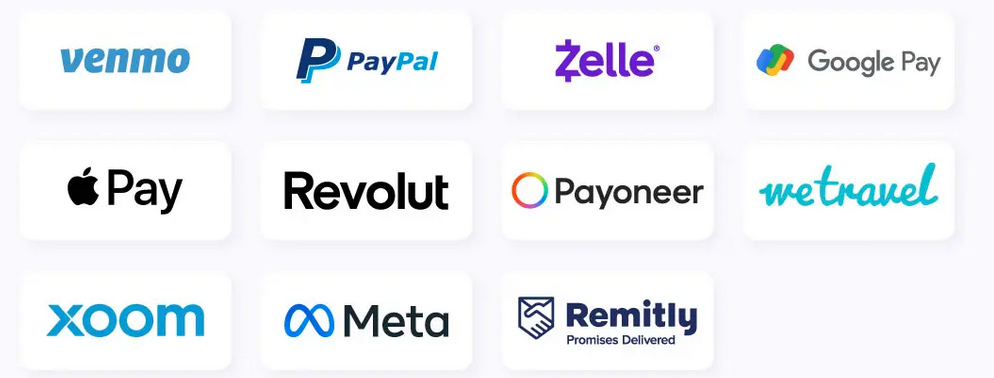 venmo
PayPal
Zelle®
Google Pay
Pay
Revolut
Payoneer
wetravel
xoom
Meta
Remitly
Promises Delivered